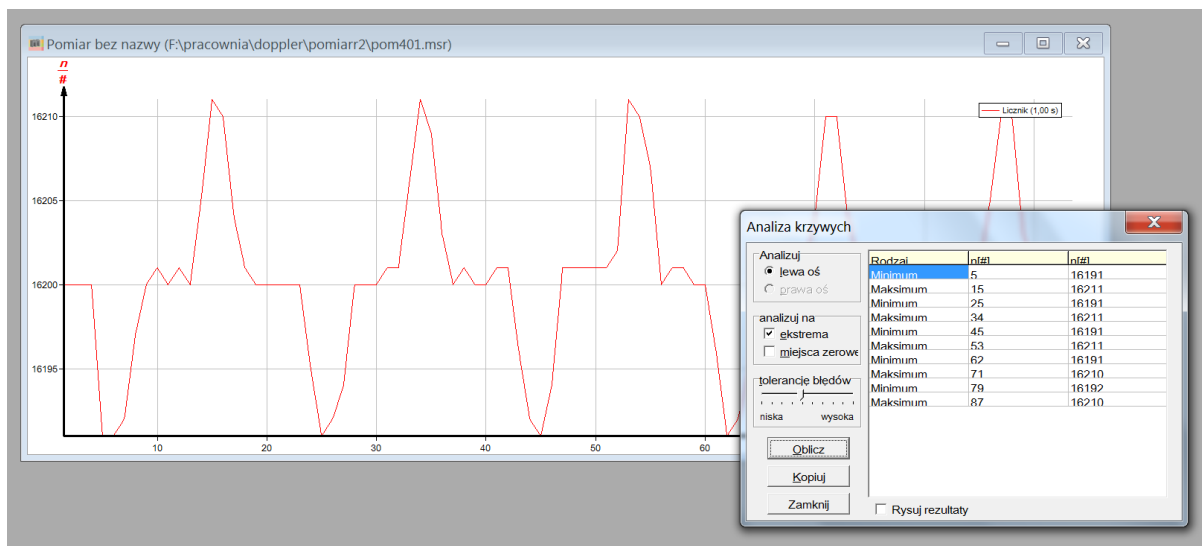 Pomiar bez nazwy (F:\pracownia\doppler\pomiarr2\pom401.msr)
n
#
Licznik (1,00 s)
16210
16205
16200
16195
10 20 30 40 50 60
Analiza krzywych
Analizuj
lewa oś
prawa oś
analizuj na
ekstrema
miejsca zerowe
tolerancję błędów
niska wysoka
Oblicz
Kopiuj
Zamknij
Rodzaj n[#] n[#]
Minimum 5 16191
Maksimum 15 16211
Minimum 25 16191
Maksimum 34 16211
Minimum 45 16191
Maksimum 53 16211
Minimum 62 16191
Maksimum 71 16210
Minimum 79 16192
Maksimum 87 16210
Rysuj rezultaty